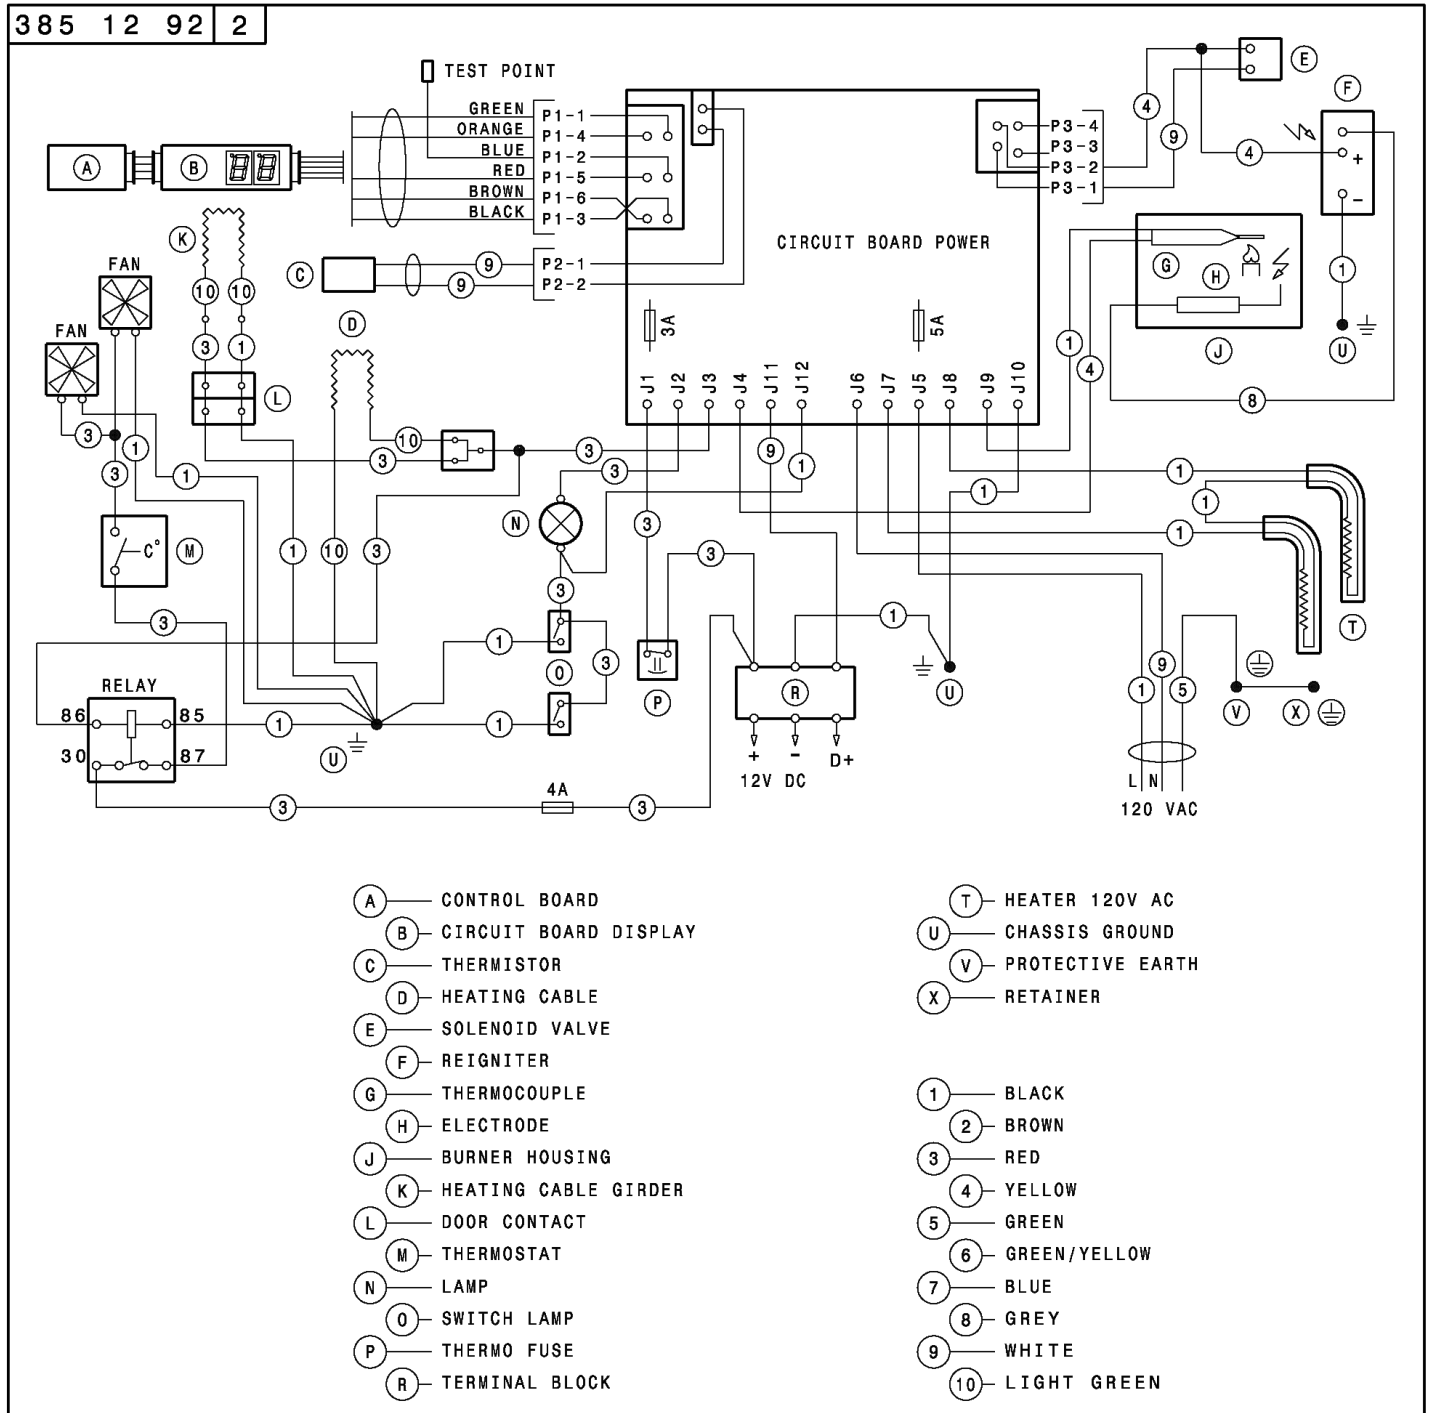 385 12 92 2
TEST POINT
GREEN P1-1
ORANGE P1-4
BLUE P1-2
RED P1-5
BROWN P1-6
BLACK P1-3
A
B
K
C
9 P2-1
9 P2-2
D
FAN
FAN
10 10
3 1
L
CIRCUIT BOARD POWER
3A
5A
J1 J2 J3 J4 J11 J12 J6 J7 J5 J8 J9 J10
P3-4
P3-3
P3-2
P3-1
4
9
4
E
F
+
-
1
U
G
H
J
8
1
4
3
1
3
1
10
3
3
3
9
1
1
1
1
1
N
M
C°
1
10
3
3
3
3
3
1
O
3
1
P
R
1
U
T
1
9
5
V
X
RELAY
86 85
30 87
1
U
+ - D+
12V DC
L N
120 VAC
3
4A
3
A CONTROL BOARD
B CIRCUIT BOARD DISPLAY
C THERMISTOR
D HEATING CABLE
E SOLENOID VALVE
F REIGNITER
G THERMOCOUPLE
H ELECTRODE
J BURNER HOUSING
K HEATING CABLE GIRDER
L DOOR CONTACT
M THERMOSTAT
N LAMP
O SWITCH LAMP
P THERMO FUSE
R TERMINAL BLOCK
T HEATER 120V AC
U CHASSIS GROUND
V PROTECTIVE EARTH
X RETAINER
1 BLACK
2 BROWN
3 RED
4 YELLOW
5 GREEN
6 GREEN/YELLOW
7 BLUE
8 GREY
9 WHITE
10 LIGHT GREEN